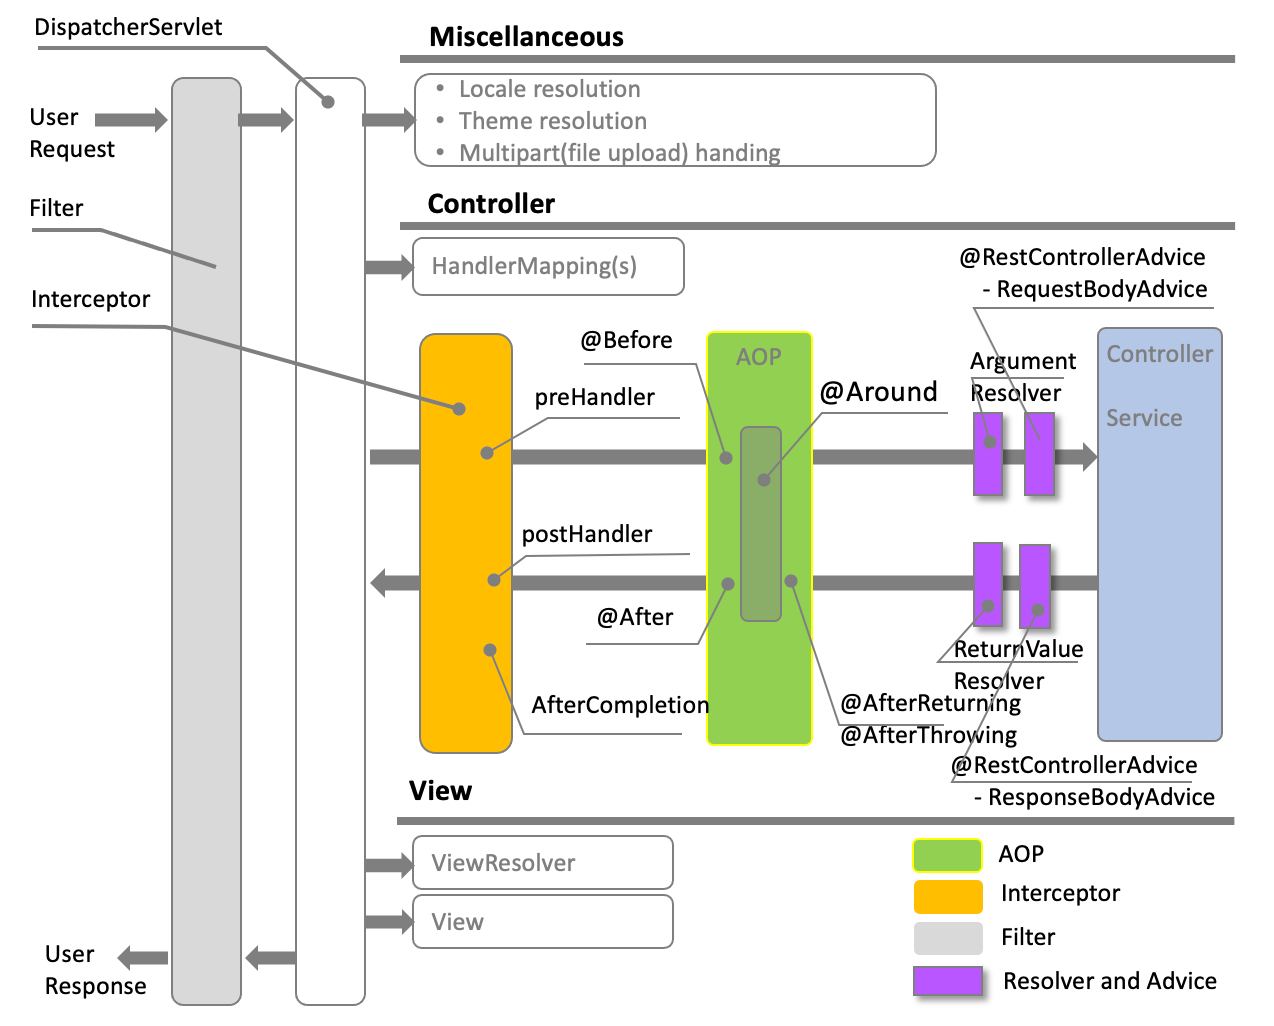 DispatcherServlet
Miscellaneous
• Locale resolution
• Theme resolution
• Multipart(file upload) handing
User
Request
Controller
Filter
HandlerMapping(s)
@RestControllerAdvice
- RequestBodyAdvice
Interceptor
@Before
AOP
Argument
Resolver
Controller
Service
preHandler
@Around
postHandler
@After
ReturnValue
Resolver
AfterCompletion
@AfterReturning
@AfterThrowing
@RestControllerAdvice
- ResponseBodyAdvice
View
ViewResolver
View
AOP
Interceptor
Filter
Resolver and Advice
User
Response